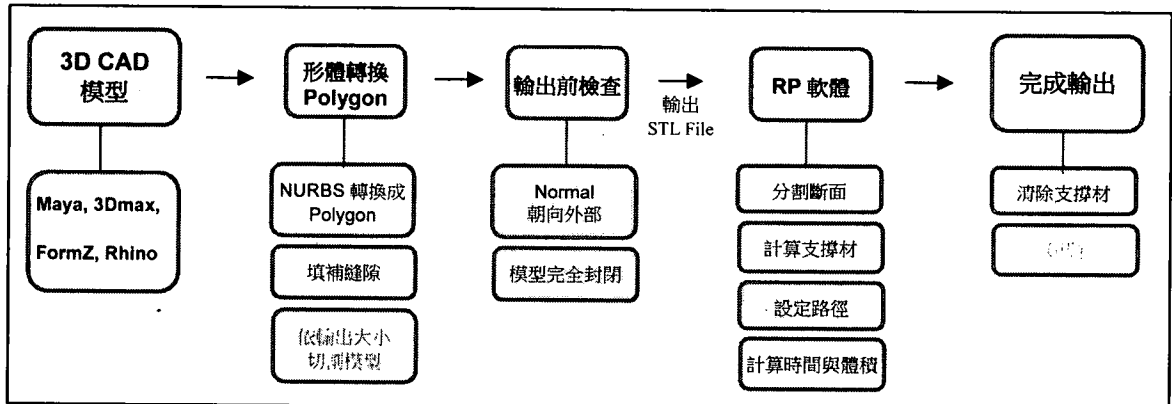 3D CAD
模型
形體轉換
Polygon
輸出前檢查
輸出
STL File
RP 軟體
完成輸出
Maya, 3Dmax,
FormZ, Rhino
NURBS 轉換成
Polygon
填補縫隙
依輸出大小
切割模型
Normal
朝向外部
模型完全封閉
分割斷面
計算支撐材
設定路徑
計算時間與體積
清除支撐材